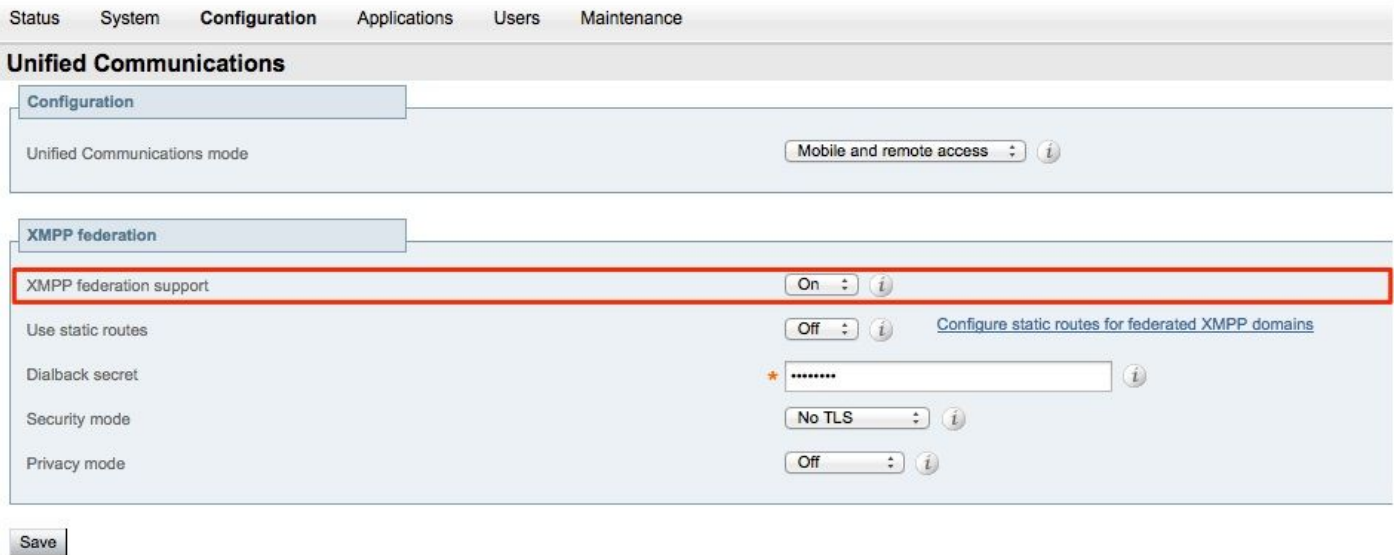 Status System Configuration Applications Users Maintenance
Unified Communications
Configuration
Unified Communications mode Mobile and remote access i
XMPP federation
XMPP federation support On i
Use static routes Off i Configure static routes for federated XMPP domains
Dialback secret * •••••••• i
Security mode No TLS i
Privacy mode Off i
Save